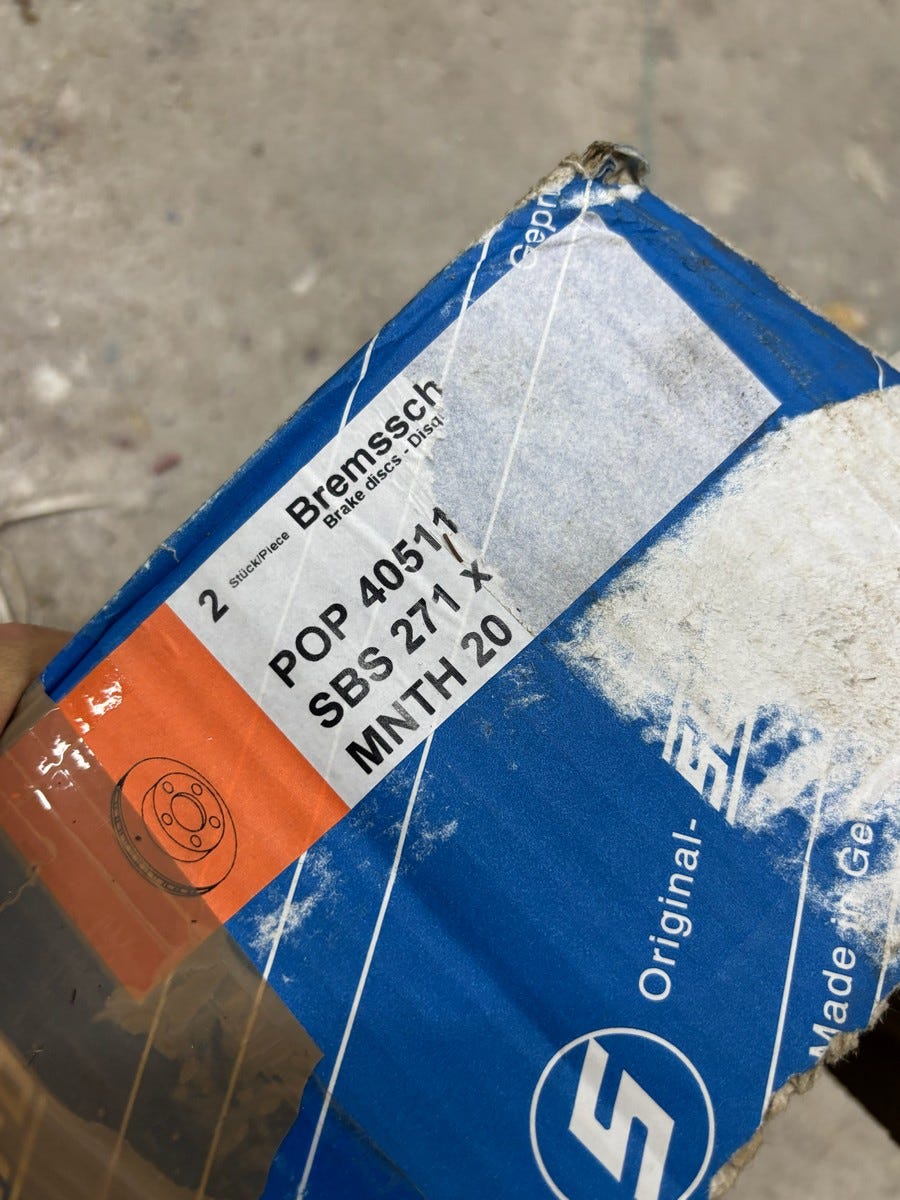 Gepr
2 Stück/Piece Bremssch
Brake discs - Disq
POP 40511
SBS 271 x
MNTH 20
Original-
Made in Ge